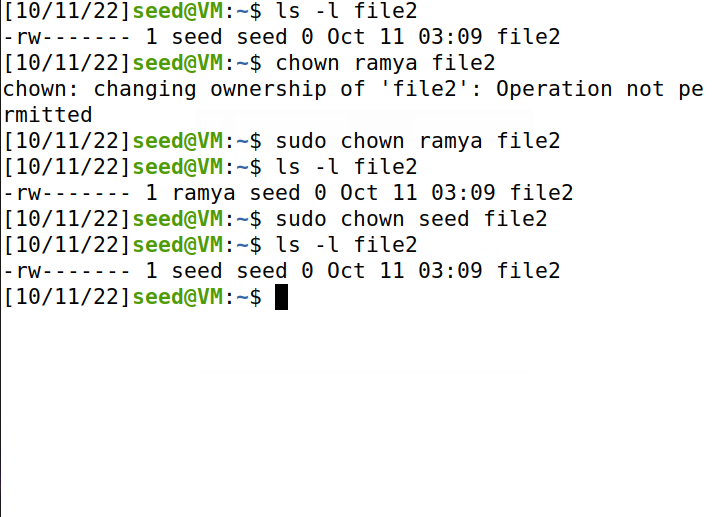 [10/11/22]seed@VM:~$ ls -l file2
-rw------- 1 seed seed 0 Oct 11 03:09 file2
[10/11/22]seed@VM:~$ chown ramya file2
chown: changing ownership of 'file2': Operation not pe
rmitted
[10/11/22]seed@VM:~$ sudo chown ramya file2
[10/11/22]seed@VM:~$ ls -l file2
-rw------- 1 ramya seed 0 Oct 11 03:09 file2
[10/11/22]seed@VM:~$ sudo chown seed file2
[10/11/22]seed@VM:~$ ls -l file2
-rw------- 1 seed seed 0 Oct 11 03:09 file2
[10/11/22]seed@VM:~$